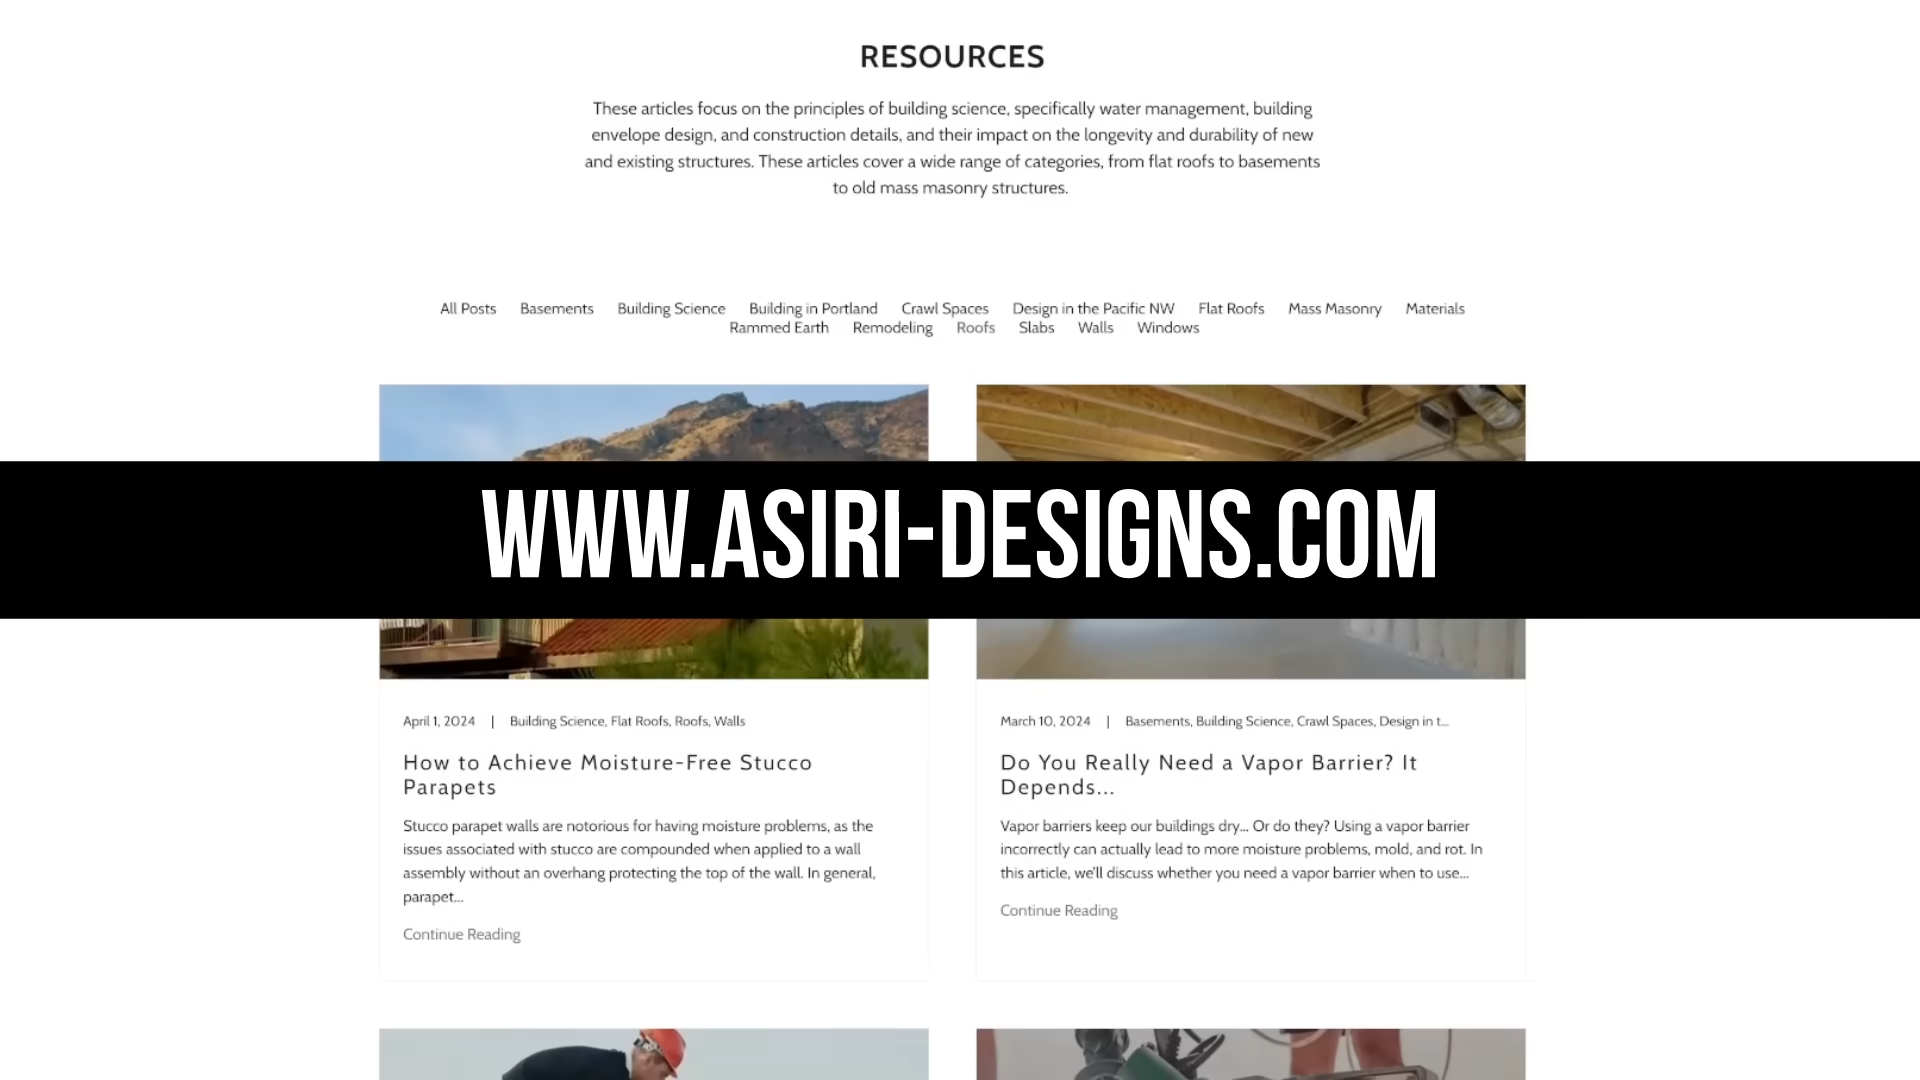 RESOURCES
These articles focus on the principles of building science, specifically water management, building
envelope design, and construction details, and their impact on the longevity and durability of new
and existing structures. These articles cover a wide range of categories, from flat roofs to basements
to old mass masonry structures.
All Posts Basements Building Science Building in Portland Crawl Spaces Design in the Pacific NW Flat Roofs Mass Masonry Materials
Rammed Earth Remodeling Roofs Slabs Walls Windows
WWW.ASIRI-DESIGNS.COM
April 1, 2024 | Building Science, Flat Roofs, Roofs, Walls
How to Achieve Moisture-Free Stucco
Parapets
Stucco parapet walls are notorious for having moisture problems, as the
issues associated with stucco are compounded when applied to a wall
assembly without an overhang protecting the top of the wall. In general,
parapet...
Continue Reading
March 10, 2024 | Basements, Building Science, Crawl Spaces, Design in t...
Do You Really Need a Vapor Barrier? It
Depends...
Vapor barriers keep our buildings dry... Or do they? Using a vapor barrier
incorrectly can actually lead to more moisture problems, mold, and rot. In
this article, we'll discuss whether you need a vapor barrier when to use...
Continue Reading